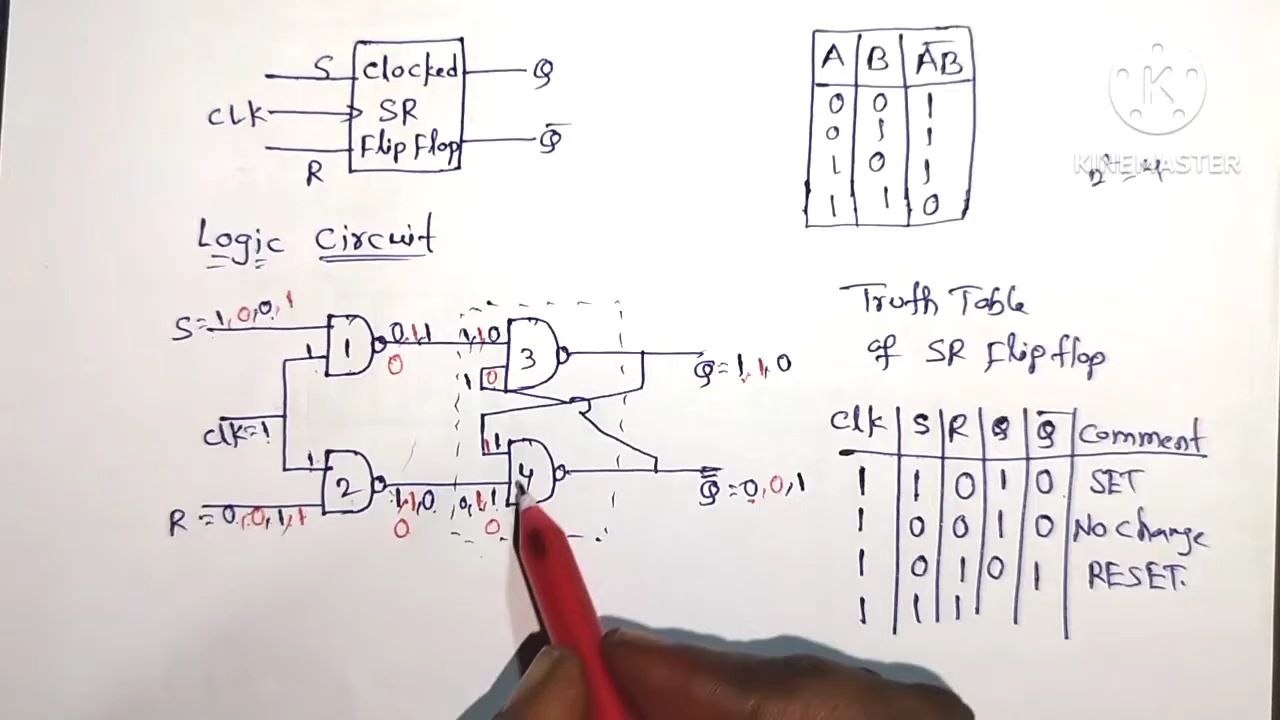 S Clocked Q
CLK SR
FlipFlop Q̅
R
A B A̅B̅
0 0 1
0 1 1
1 0 1
1 1 0
K
KINEMASTER
Logic Circuit
S=1,0,0,1
1 1 0,1,1 1,1,0 3 Q=1,1,0
0 1 0
CLK=1
1 2 1,1,0 0,1,1 4 Q̅=0,0,1
1 1
R=0,0,1,1
0 0
Truth Table
of SR Flipflop
Clk S R Q Q̅ Comment
1 1 0 1 0 SET
1 0 0 1 0 No change
1 0 1 0 1 RESET.
1 1 1